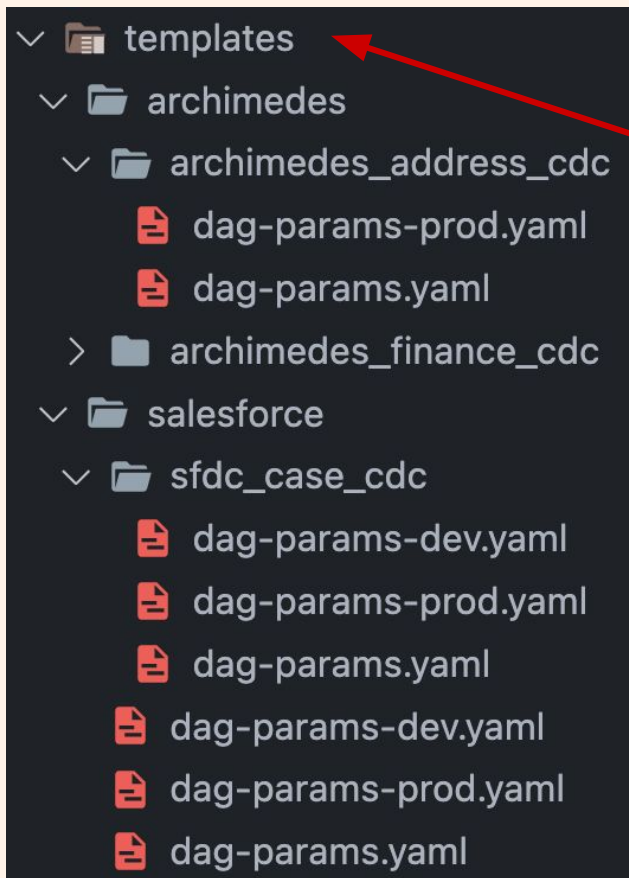 templates
archimedes
archimedes_address_cdc
dag-params-prod.yaml
dag-params.yaml
archimedes_finance_cdc
salesforce
sfdc_case_cdc
dag-params-dev.yaml
dag-params-prod.yaml
dag-params.yaml
dag-params-dev.yaml
dag-params-prod.yaml
dag-params.yaml